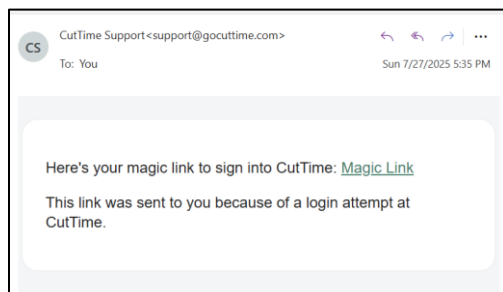 CS
CutTime Support<support@gocuttime.com>
To: You
Sun 7/27/2025 5:35 PM
Here's your magic link to sign into CutTime: Magic Link
This link was sent to you because of a login attempt at
CutTime.